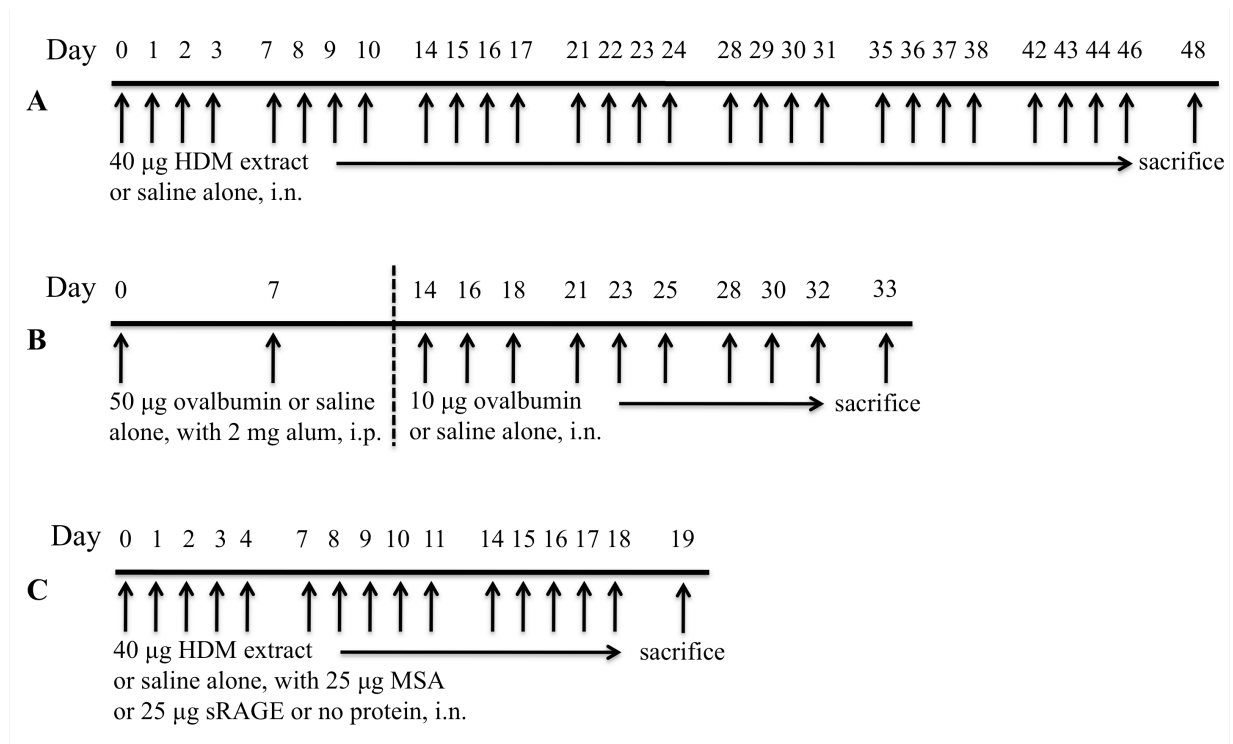 Day 0 1 2 3 7 8 9 10 14 15 16 17 21 22 23 24 28 29 30 31 35 36 37 38 42 43 44 46 48
A
40 μg HDM extract sacrifice
or saline alone, i.n.
Day 0 7 14 16 18 21 23 25 28 30 32 33
B
50 μg ovalbumin or saline 10 μg ovalbumin sacrifice
alone, with 2 mg alum, i.p. or saline alone, i.n.
Day 0 1 2 3 4 7 8 9 10 11 14 15 16 17 18 19
C
40 μg HDM extract sacrifice
or saline alone, with 25 μg MSA
or 25 μg sRAGE or no protein, i.n.